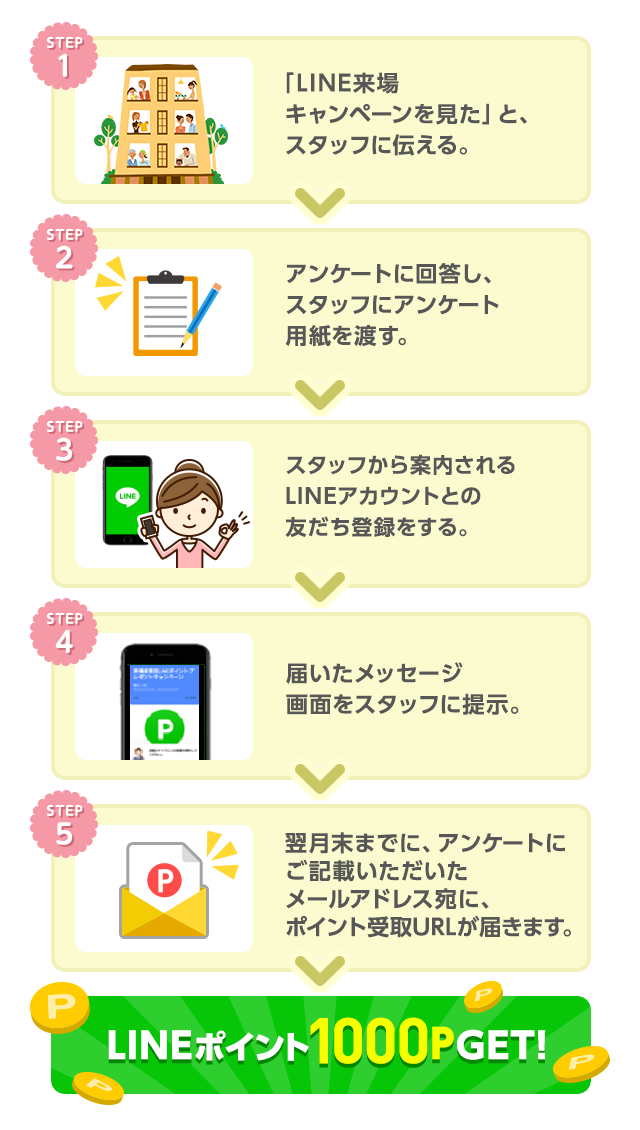 STEP
1
「LINE来場
キャンペーンを見た」と、
スタッフに伝える。
STEP
2
アンケートに回答し、
スタッフにアンケート
用紙を渡す。
STEP
3
LINE
スタッフから案内される
LINEアカウントとの
友だち登録をする。
STEP
4
P
届いたメッセージ
画面をスタッフに提示。
STEP
5
P
翌月末までに、アンケートに
ご記載いただいた
メールアドレス宛に、
ポイント受取URLが届きます。
P
P
LINEポイント1000PGET!
P
P